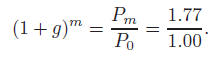 (1 + g)^m = P_m / P_0 = 1.77 / 1.00.